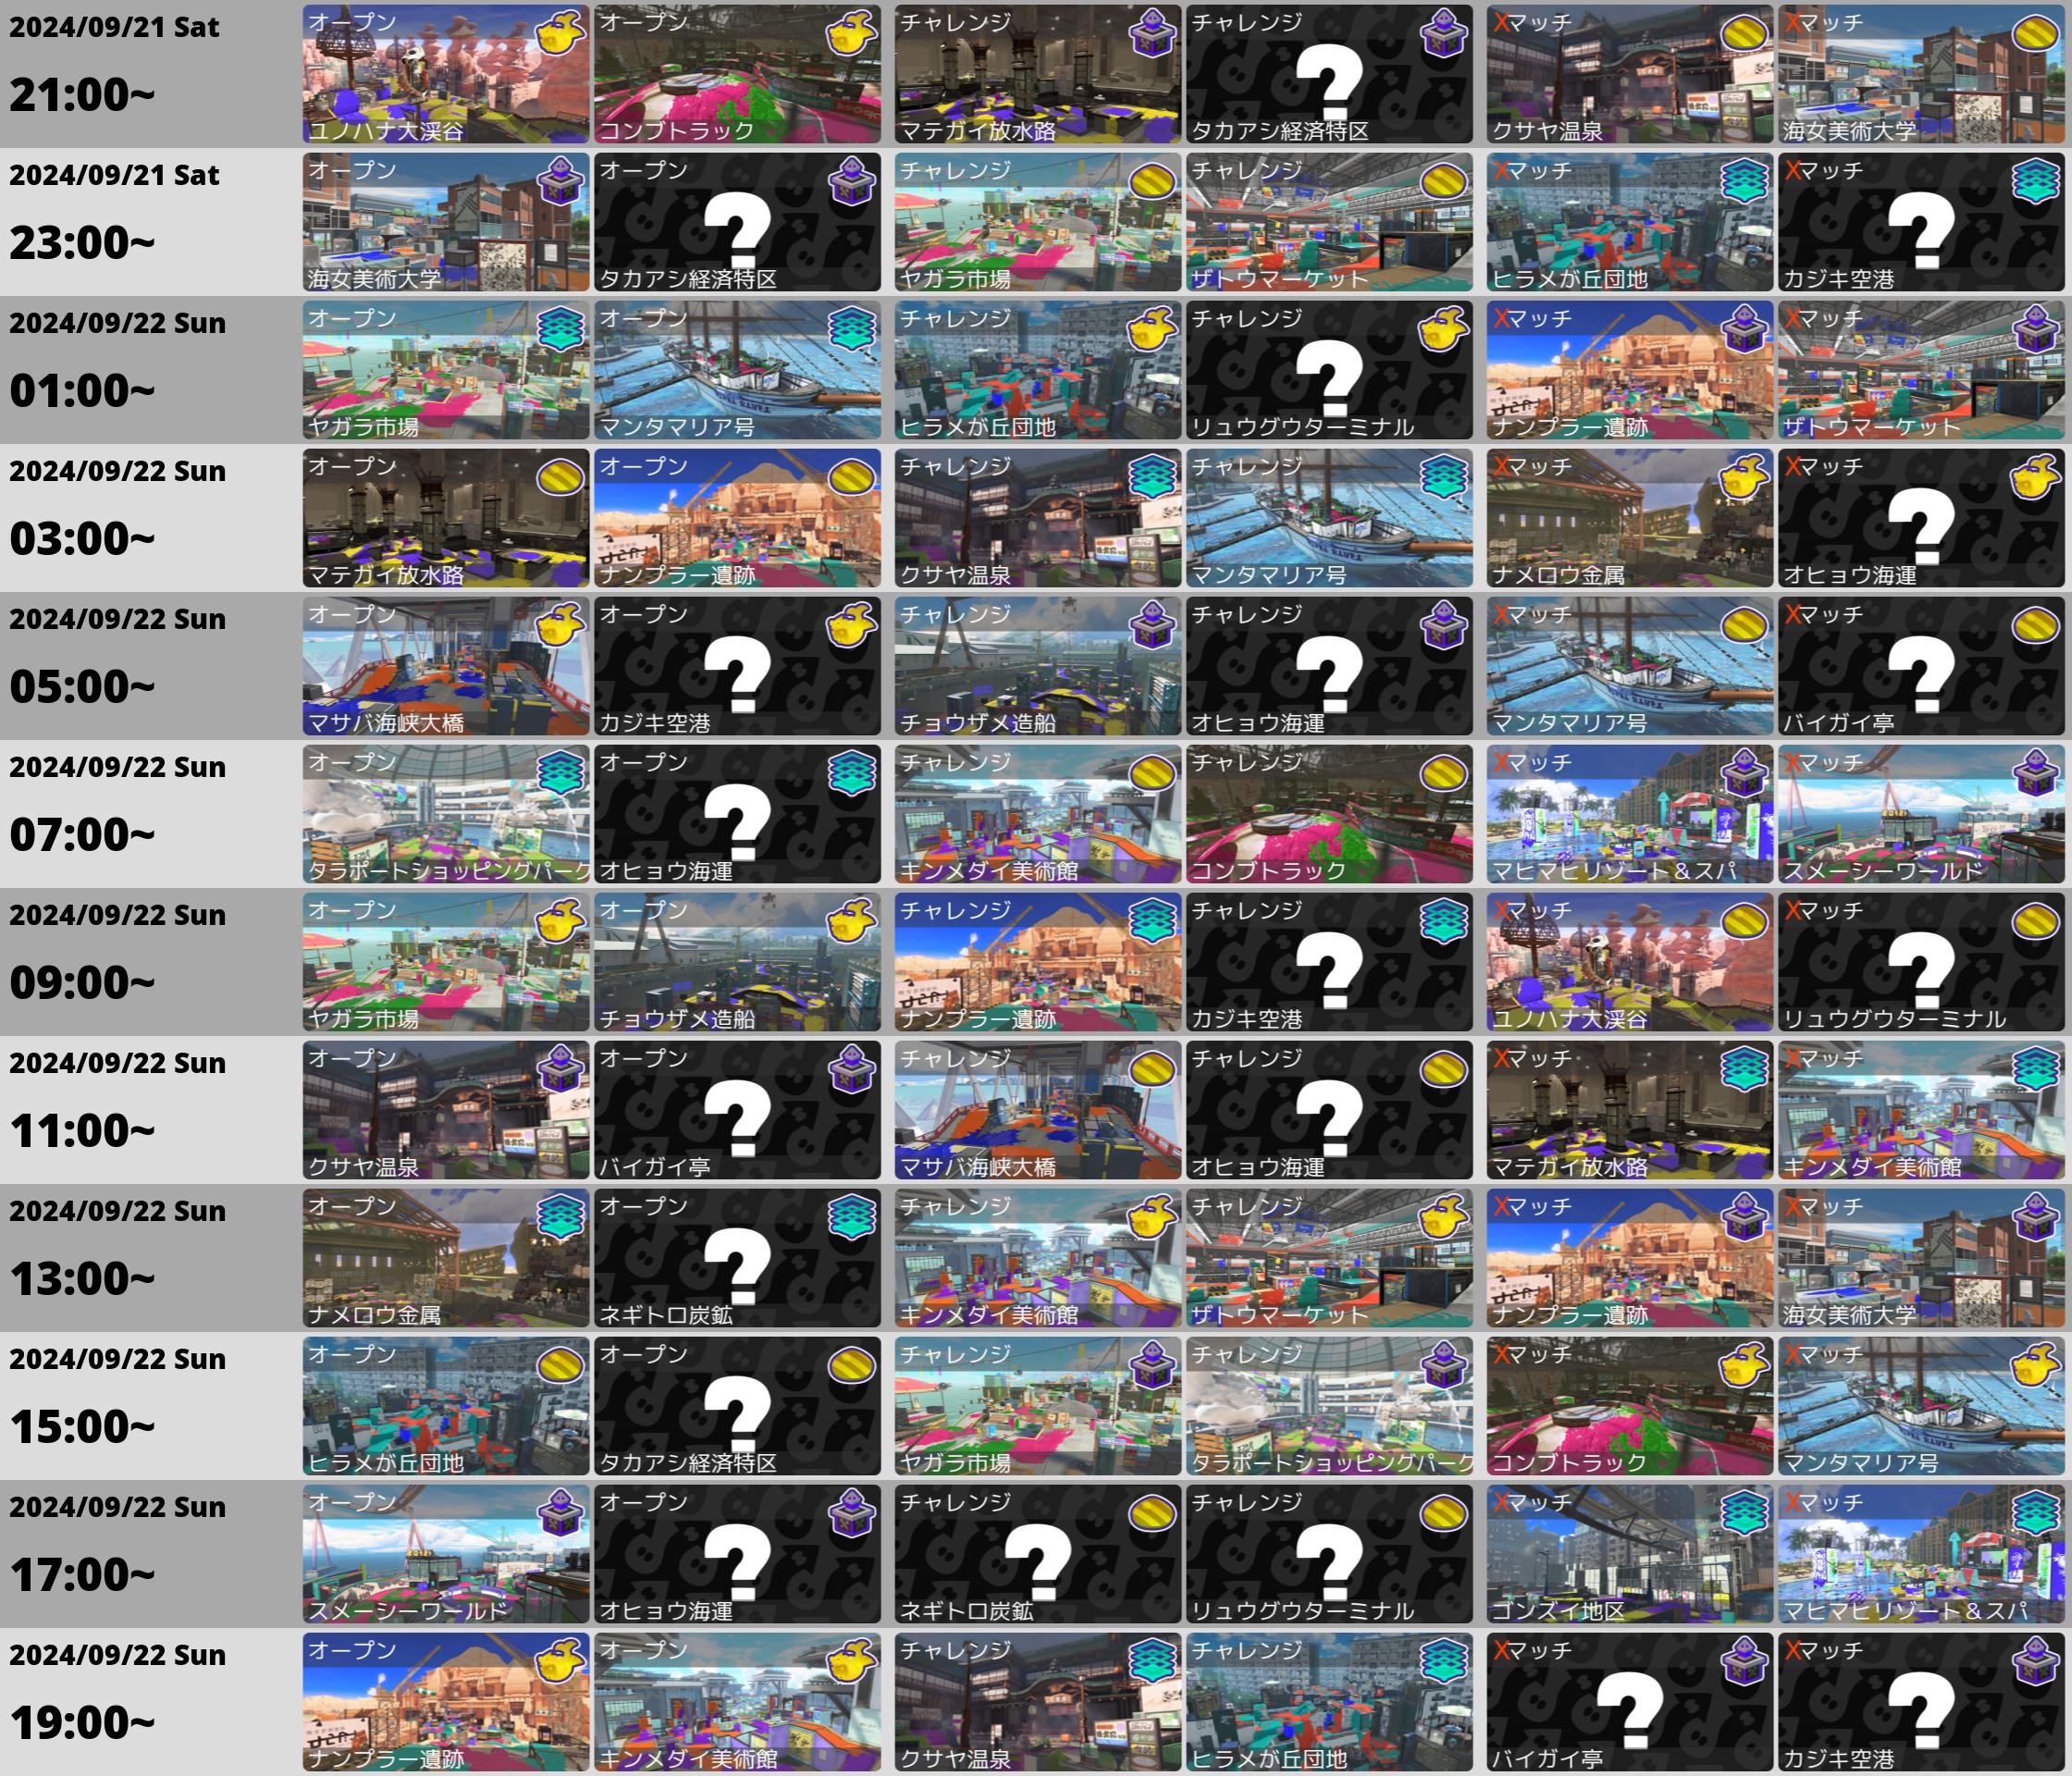 2024/09/21 Sat
21:00~
オープン オープン チャレンジ チャレンジ Xマッチ Xマッチ
ユノハナ大渓谷 コンブトラック マテガイ放水路 タカアシ経済特区 クサヤ温泉 海女美術大学
2024/09/21 Sat
23:00~
オープン オープン チャレンジ チャレンジ Xマッチ Xマッチ
海女美術大学 タカアシ経済特区 ヤガラ市場 ザトウマーケット ヒラメが丘団地 カジキ空港
2024/09/22 Sun
01:00~
オープン オープン チャレンジ チャレンジ Xマッチ Xマッチ
ヤガラ市場 マンタマリア号 ヒラメが丘団地 リュウグウターミナル ナンプラー遺跡 ザトウマーケット
2024/09/22 Sun
03:00~
オープン オープン チャレンジ チャレンジ Xマッチ Xマッチ
マテガイ放水路 ナンプラー遺跡 クサヤ温泉 マンタマリア号 ナメロウ金属 オヒョウ海運
2024/09/22 Sun
05:00~
オープン オープン チャレンジ チャレンジ Xマッチ Xマッチ
マサバ海峡大橋 カジキ空港 チョウザメ造船 オヒョウ海運 マンタマリア号 バイガイ亭
2024/09/22 Sun
07:00~
オープン オープン チャレンジ チャレンジ Xマッチ Xマッチ
タラポートショッピングパーク オヒョウ海運 キンメダイ美術館 コンブトラック マヒマヒリゾート＆スパ スメーシーワールド
2024/09/22 Sun
09:00~
オープン オープン チャレンジ チャレンジ Xマッチ Xマッチ
ヤガラ市場 チョウザメ造船 ナンプラー遺跡 カジキ空港 ユノハナ大渓谷 リュウグウターミナル
2024/09/22 Sun
11:00~
オープン オープン チャレンジ チャレンジ Xマッチ Xマッチ
クサヤ温泉 バイガイ亭 マサバ海峡大橋 オヒョウ海運 マテガイ放水路 キンメダイ美術館
2024/09/22 Sun
13:00~
オープン オープン チャレンジ チャレンジ Xマッチ Xマッチ
ナメロウ金属 ネギトロ炭鉱 キンメダイ美術館 ザトウマーケット ナンプラー遺跡 海女美術大学
2024/09/22 Sun
15:00~
オープン オープン チャレンジ チャレンジ Xマッチ Xマッチ
ヒラメが丘団地 タカアシ経済特区 ヤガラ市場 タラポートショッピングパーク コンブトラック マンタマリア号
2024/09/22 Sun
17:00~
オープン オープン チャレンジ チャレンジ Xマッチ Xマッチ
スメーシーワールド オヒョウ海運 ネギトロ炭鉱 リュウグウターミナル ゴンズイ地区 マヒマヒリゾート＆スパ
2024/09/22 Sun
19:00~
オープン オープン チャレンジ チャレンジ Xマッチ Xマッチ
ナンプラー遺跡 キンメダイ美術館 クサヤ温泉 ヒラメが丘団地 バイガイ亭 カジキ空港